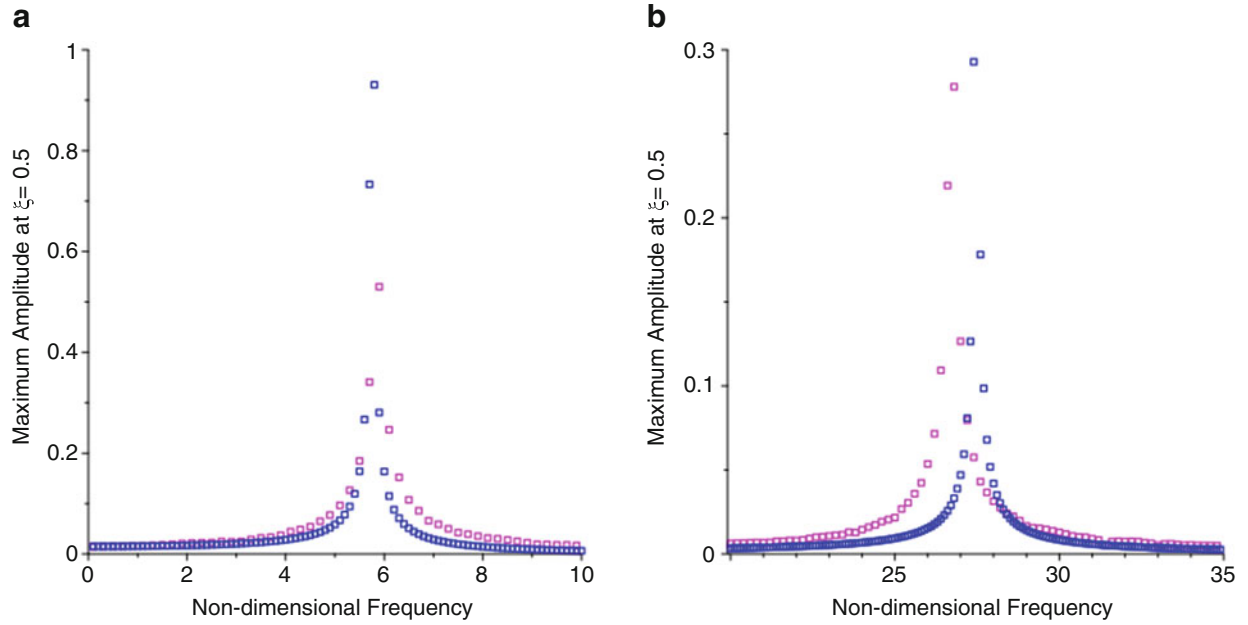 a
b
1
0.8
0.6
0.4
0.2
0
0 2 4 6 8 10
Maximum Amplitude at ξ= 0.5
Non-dimensional Frequency
0.3
0.2
0.1
0
25 30 35
Maximum Amplitude at ξ= 0.5
Non-dimensional Frequency